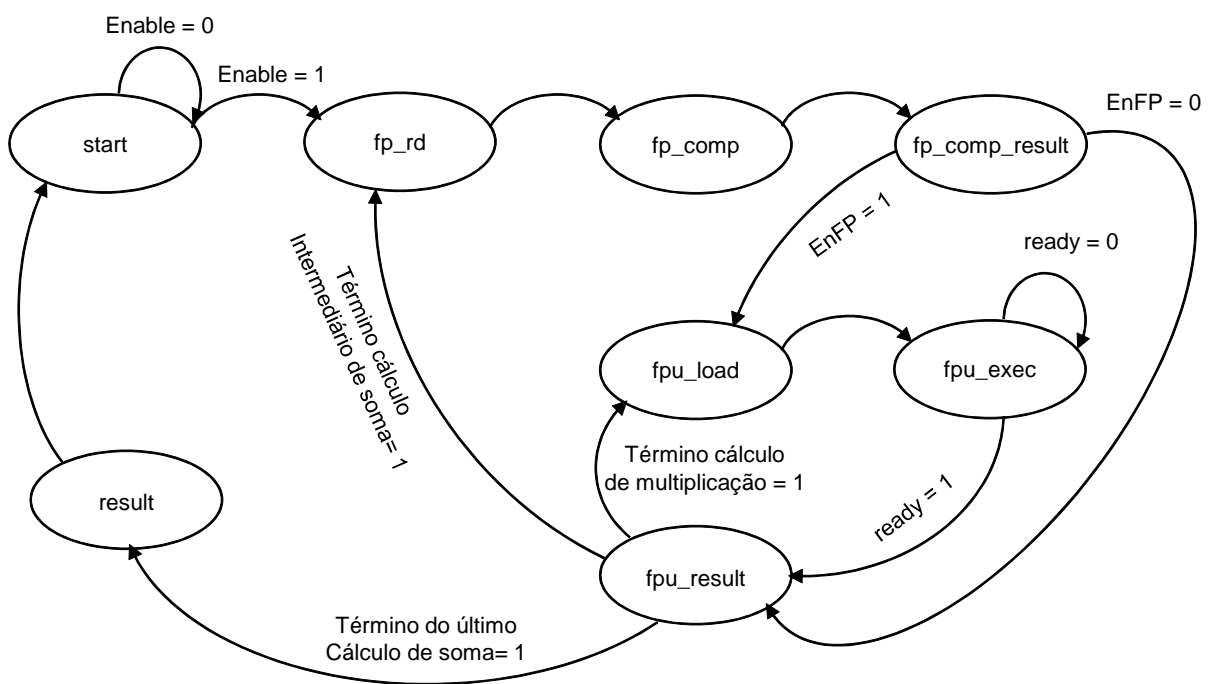 Enable = 0
Enable = 1
EnFP = 0
start
fp_rd
fp_comp
fp_comp_result
EnFP = 1
ready = 0
Término cálculo
Intermediário de soma= 1
fpu_load
fpu_exec
Término cálculo
de multiplicação = 1
ready = 1
result
fpu_result
Término do último
Cálculo de soma= 1